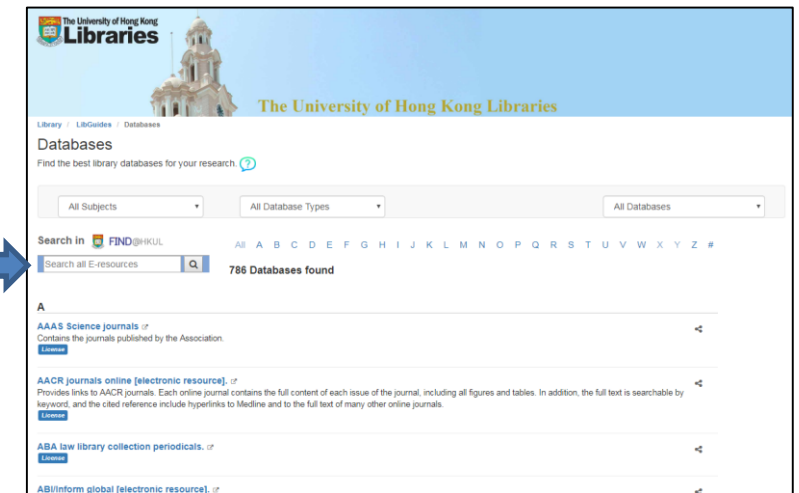 The University of Hong Kong
Libraries
The University of Hong Kong Libraries
Library / LibGuides / Databases
Databases
Find the best library databases for your research. ?
All Subjects
All Database Types
All Databases
Search in FIND@HKUL
All A B C D E F G H I J K L M N O P Q R S T U V W X Y Z #
Search all E-resources
786 Databases found
A
AAAS Science journals
Contains the journals published by the Association.
License
AACR journals online [electronic resource].
Provides links to AACR journals. Each online journal contains the full content of each issue of the journal, including all figures and tables. In addition, the full text is searchable by
keyword, and the cited reference include hyperlinks to Medline and to the full text of many other online journals.
License
ABA law library collection periodicals.
License
ABI/Inform global [electronic resource].